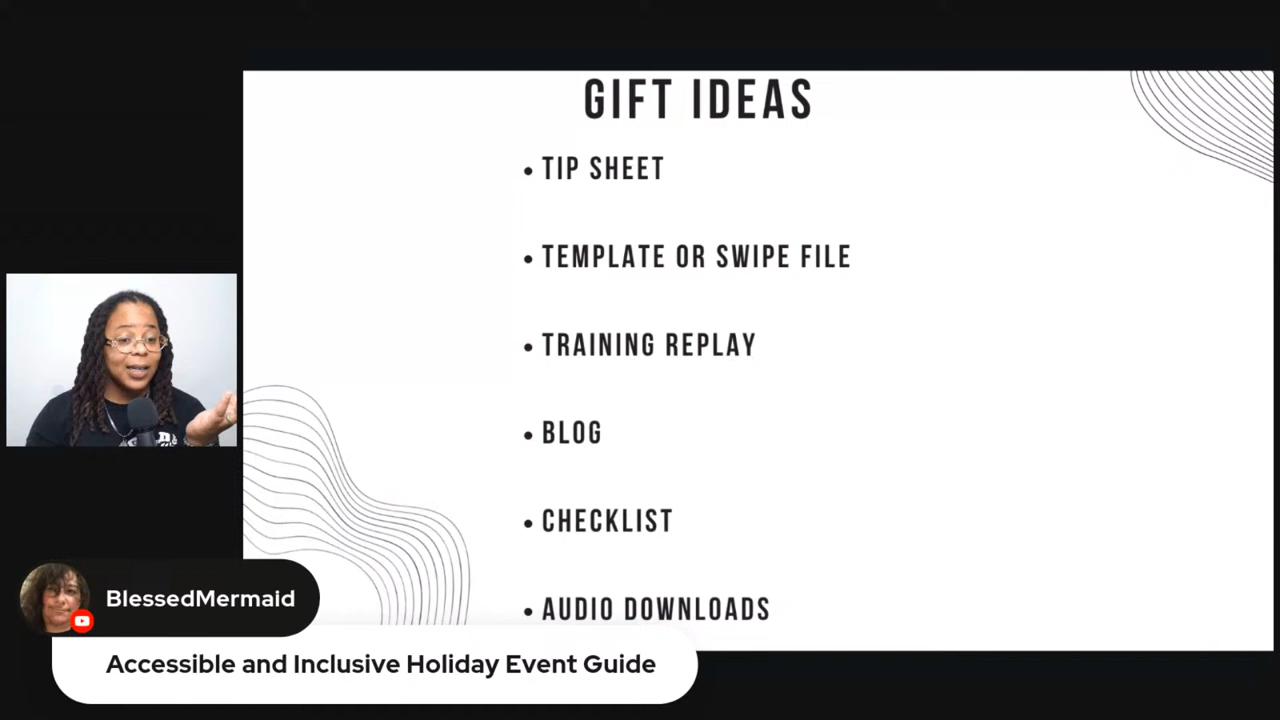 GIFT IDEAS
• TIP SHEET
• TEMPLATE OR SWIPE FILE
• TRAINING REPLAY
• BLOG
• CHECKLIST
• AUDIO DOWNLOADS
BlessedMermaid
Accessible and Inclusive Holiday Event Guide